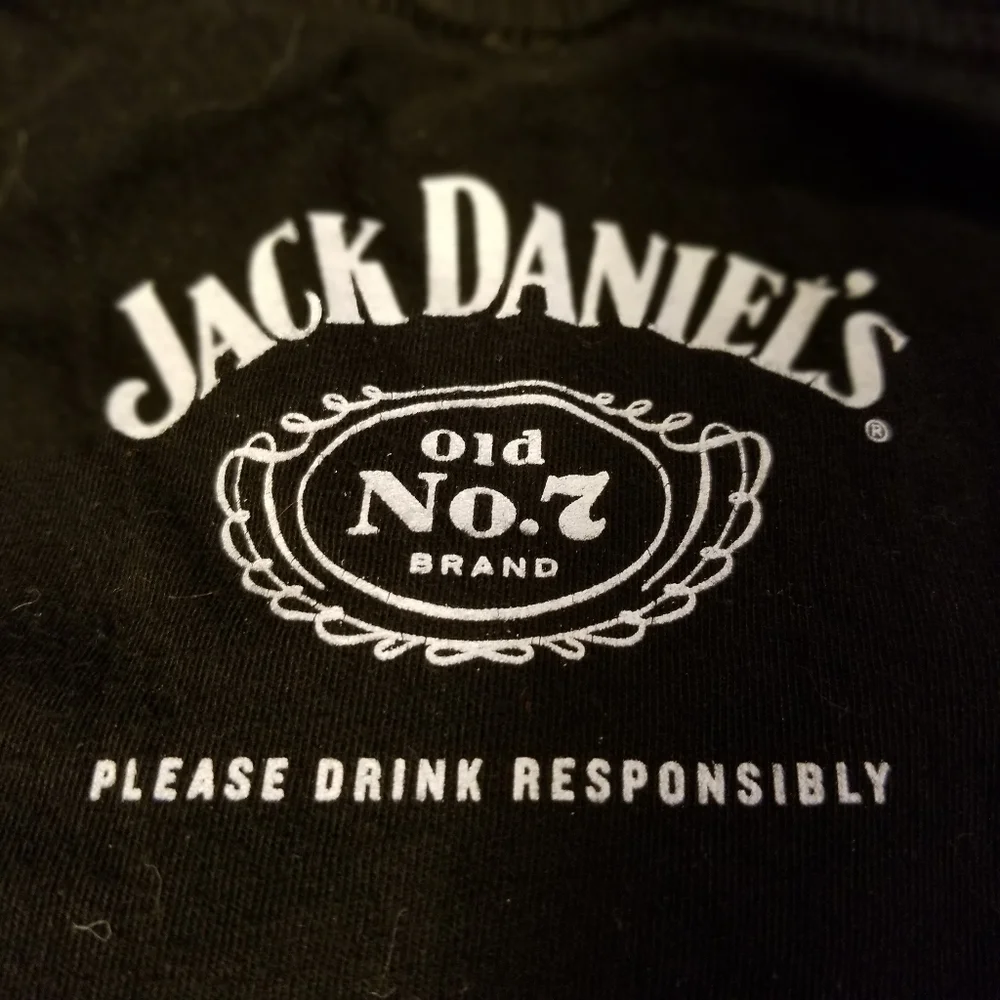 JACK DANIEL'S
®
Old
No.7
BRAND
PLEASE DRINK RESPONSIBLY